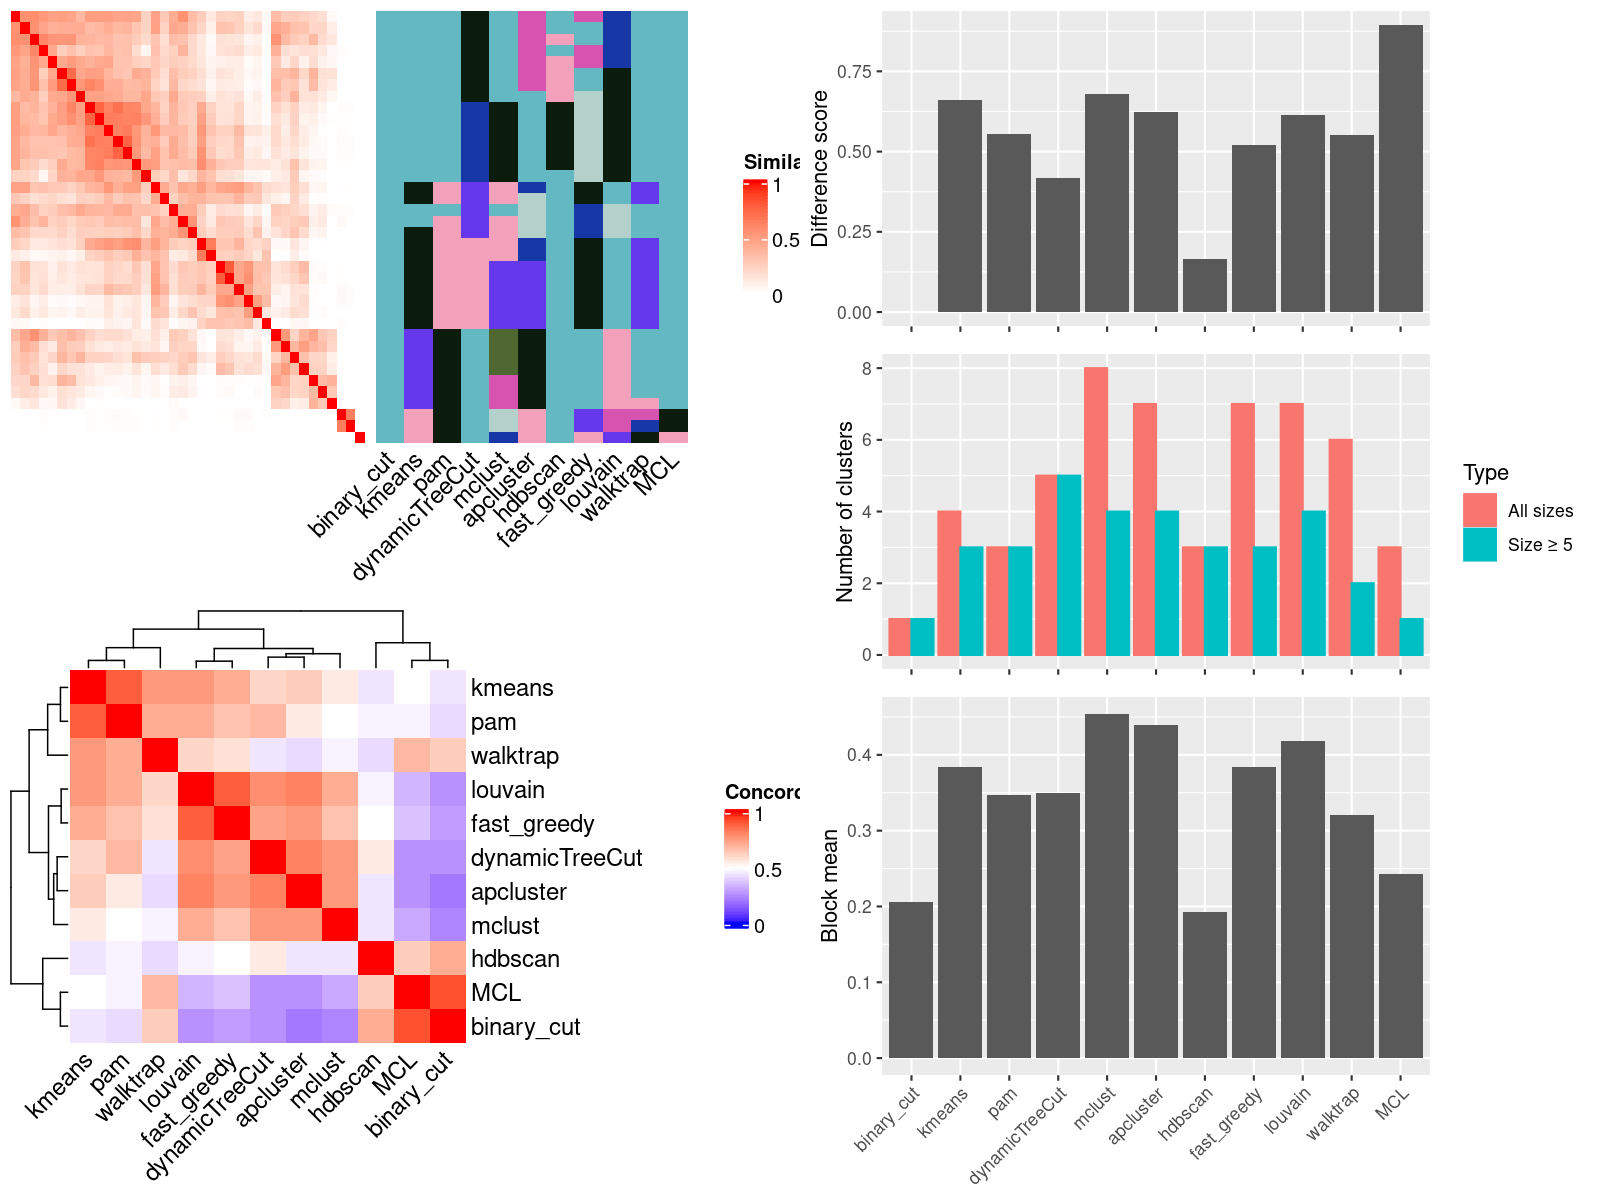 Simila
1
0.5
0
binary_cut
kmeans
pam
dynamicTreeCut
mclust
apcluster
hdbscan
fast_greedy
louvain
walktrap
MCL
kmeans
pam
walktrap
louvain
fast_greedy
dynamicTreeCut
apcluster
mclust
hdbscan
MCL
binary_cut
Concord
1
0.5
0
kmeans
pam
walktrap
louvain
fast_greedy
dynamicTreeCut
apcluster
mclust
hdbscan
MCL
binary_cut
Difference score
0.75
0.50
0.25
0.00
Number of clusters
8
6
4
2
0
Type
All sizes
Size ≥ 5
Block mean
0.4
0.3
0.2
0.1
0.0
binary_cut
kmeans
pam
dynamicTreeCut
mclust
apcluster
hdbscan
fast_greedy
louvain
walktrap
MCL